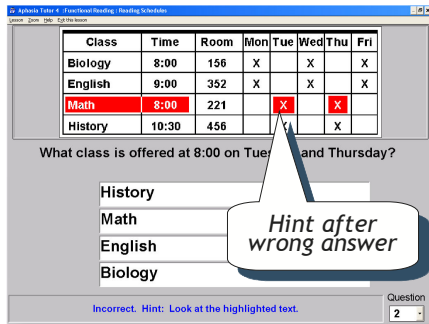 Aphasia Tutor 4 :Functional Reading : Reading Schedules
Lesson Zoom Help Exit this lesson
Class Time Room Mon Tue Wed Thu Fri
Biology 8:00 156 X X X
English 9:00 352 X X X
Math 8:00 221 X X
History 10:30 456 X X
What class is offered at 8:00 on Tues and Thursday?
History
Math
English
Biology
Hint after
wrong answer
Incorrect. Hint: Look at the highlighted text.
Question
2